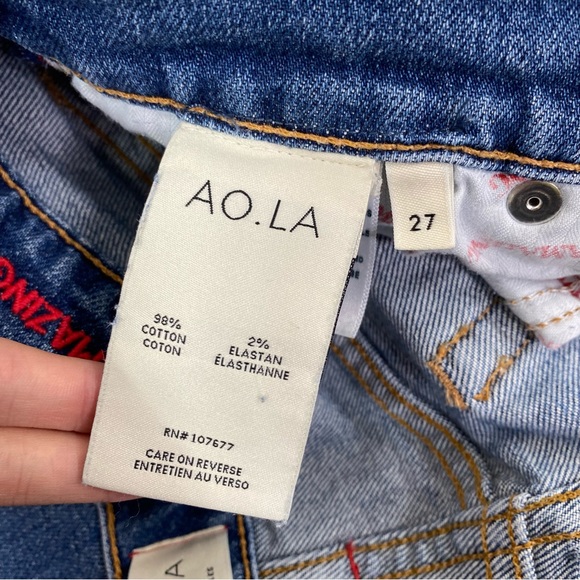 AO.LA
27
98%
COTTON
COTON
2%
ELASTAN
ÉLASTHANNE
RN# 107677
CARE ON REVERSE
ENTRETIEN AU VERSO